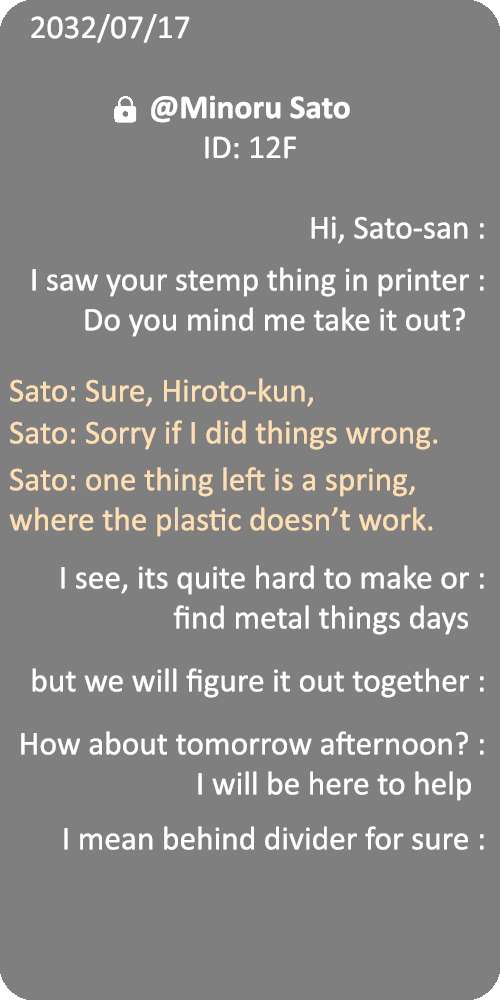 2032/07/17
@Minoru Sato
ID: 12F
Hi, Sato-san :
I saw your stemp thing in printer :
Do you mind me take it out?
Sato: Sure, Hiroto-kun,
Sato: Sorry if I did things wrong.
Sato: one thing left is a spring,
where the plastic doesn’t work.
I see, its quite hard to make or :
find metal things days
but we will figure it out together :
How about tomorrow afternoon? :
I will be here to help
I mean behind divider for sure :